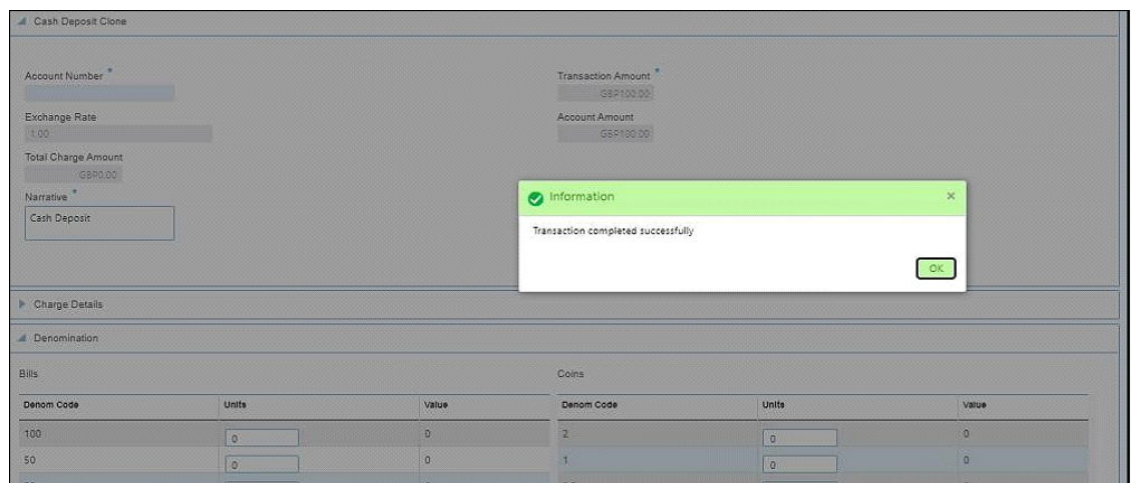 Cash Deposit Clone
Account Number *
Transaction Amount *
GBP100.00
Exchange Rate
Account Amount
1.00
GBP100.00
Total Charge Amount
GBP0.00
Narrative *
Information
Cash Deposit
Transaction completed successfully
OK
Charge Details
Denomination
Bills
Coins
Denom Code Units Value Denom Code Units Value
100 0 0 2 0 0
50 0 0 1 0 0